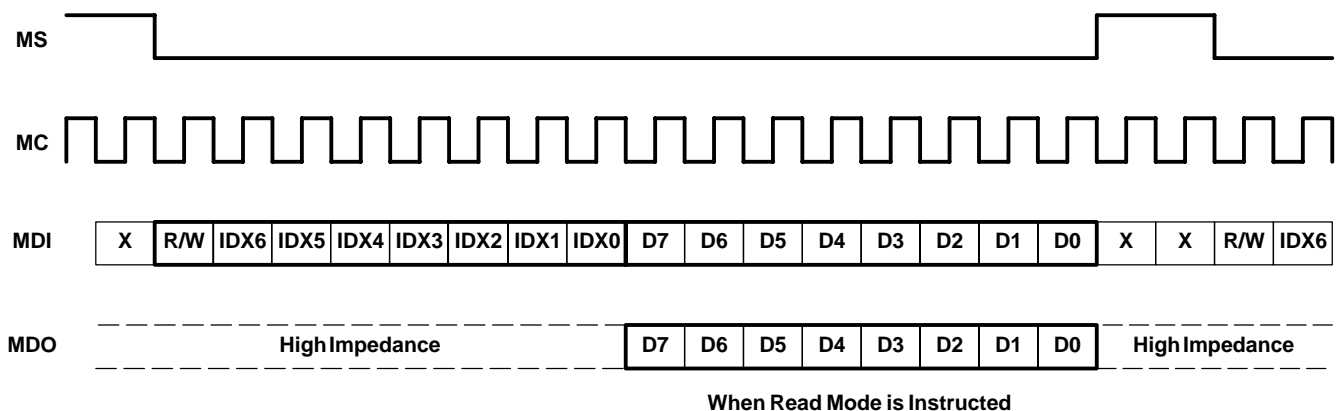 MS
MC
MDI X R/W IDX6 IDX5 IDX4 IDX3 IDX2 IDX1 IDX0 D7 D6 D5 D4 D3 D2 D1 D0 X X R/W IDX6
MDO High Impedance D7 D6 D5 D4 D3 D2 D1 D0 High Impedance
When Read Mode is Instructed